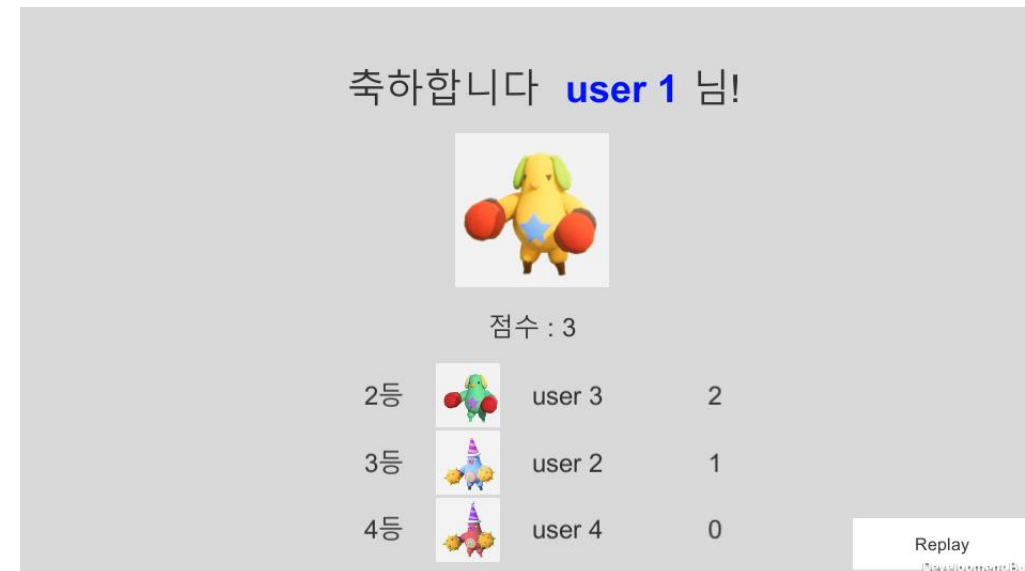 축하합니다 user 1 님!
점수 : 3
2등 user 3 2
3등 user 2 1
4등 user 4 0
Replay